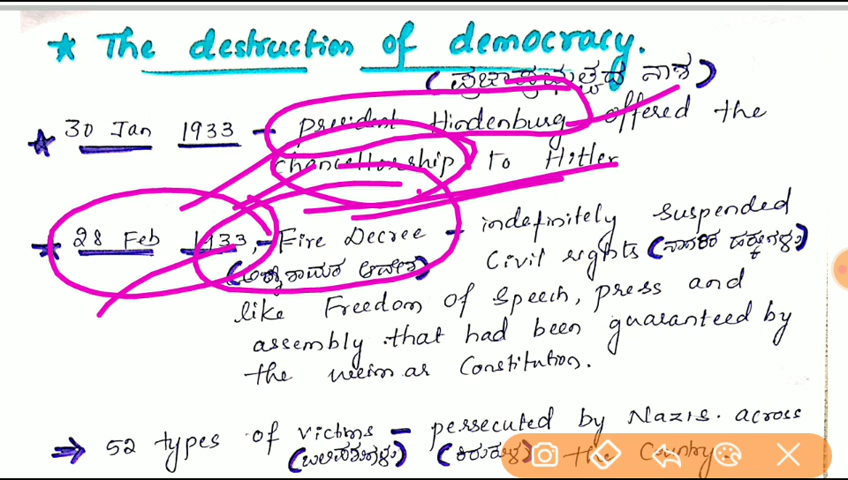 ★ The destruction of democracy.
(ಪ್ರಜಾಪ್ರಭುತ್ವದ ನಾಶ)
★ 30 Jan 1933 – president Hindenburg offered the
chancellorship to Hitler
★ 28 Feb 1933, – Fire Decree – indefinitely suspended
(ಅಗ್ನಿಶಾಮಕ ಆದೇಶ) Civil rights (ನಾಗರಿಕ ಹಕ್ಕುಗಳು)
like Freedom of speech, press and
assembly that had been guaranteed by
the weimar Constitution.
⇒ 52 types of victims – persecuted by Nazis across
(ಬಲಿಪಶುಗಳು) the Country.